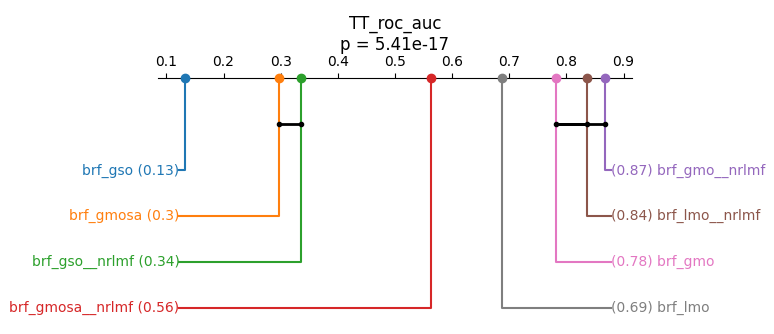 TT_roc_auc
p = 5.41e-17
0.1 0.2 0.3 0.4 0.5 0.6 0.7 0.8 0.9
brf_gso (0.13)
(0.87) brf_gmo__nrlmf
brf_gmosa (0.3)
(0.84) brf_lmo__nrlmf
brf_gso__nrlmf (0.34)
(0.78) brf_gmo
brf_gmosa__nrlmf (0.56)
(0.69) brf_lmo